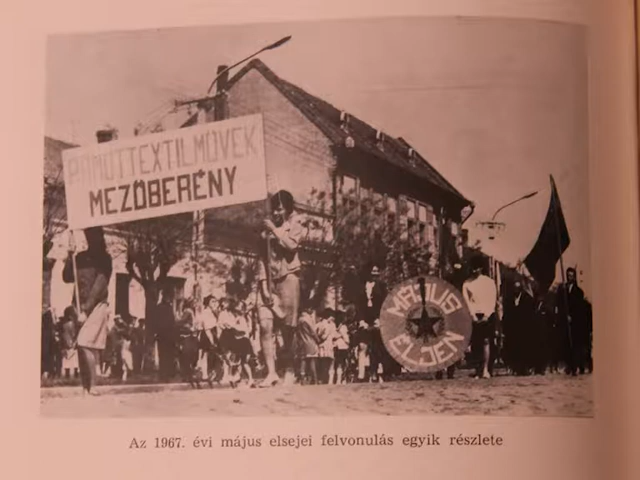 PAMUTTEXTILMŰVEK
MEZŐBERÉNY
MÁJUS 1
ÉLJEN
Az 1967. évi május elsejei felvonulás egyik részlete